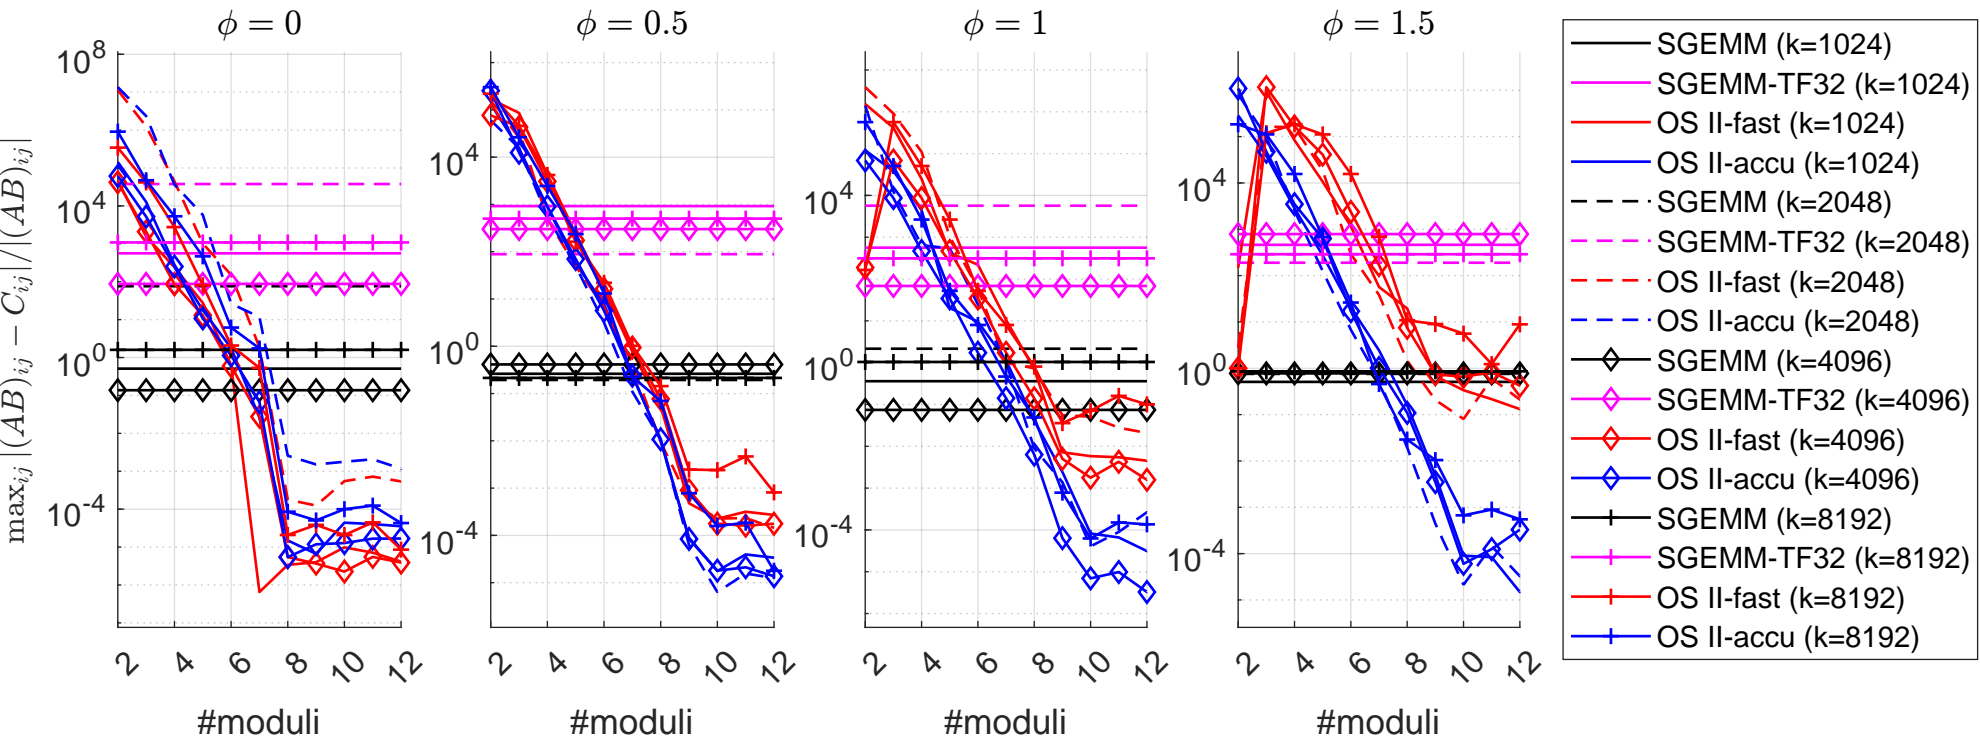 ϕ = 0
ϕ = 0.5
ϕ = 1
ϕ = 1.5
max_{ij} |(AB)_{ij} − C_{ij}|/|(AB)_{ij}|
10^8
10^4
10^0
10^{-4}
2 4 6 8 10 12
#moduli
10^4
10^0
10^{-4}
2 4 6 8 10 12
#moduli
10^4
10^0
10^{-4}
2 4 6 8 10 12
#moduli
10^4
10^0
10^{-4}
2 4 6 8 10 12
#moduli
SGEMM (k=1024)
SGEMM-TF32 (k=1024)
OS II-fast (k=1024)
OS II-accu (k=1024)
SGEMM (k=2048)
SGEMM-TF32 (k=2048)
OS II-fast (k=2048)
OS II-accu (k=2048)
SGEMM (k=4096)
SGEMM-TF32 (k=4096)
OS II-fast (k=4096)
OS II-accu (k=4096)
SGEMM (k=8192)
SGEMM-TF32 (k=8192)
OS II-fast (k=8192)
OS II-accu (k=8192)